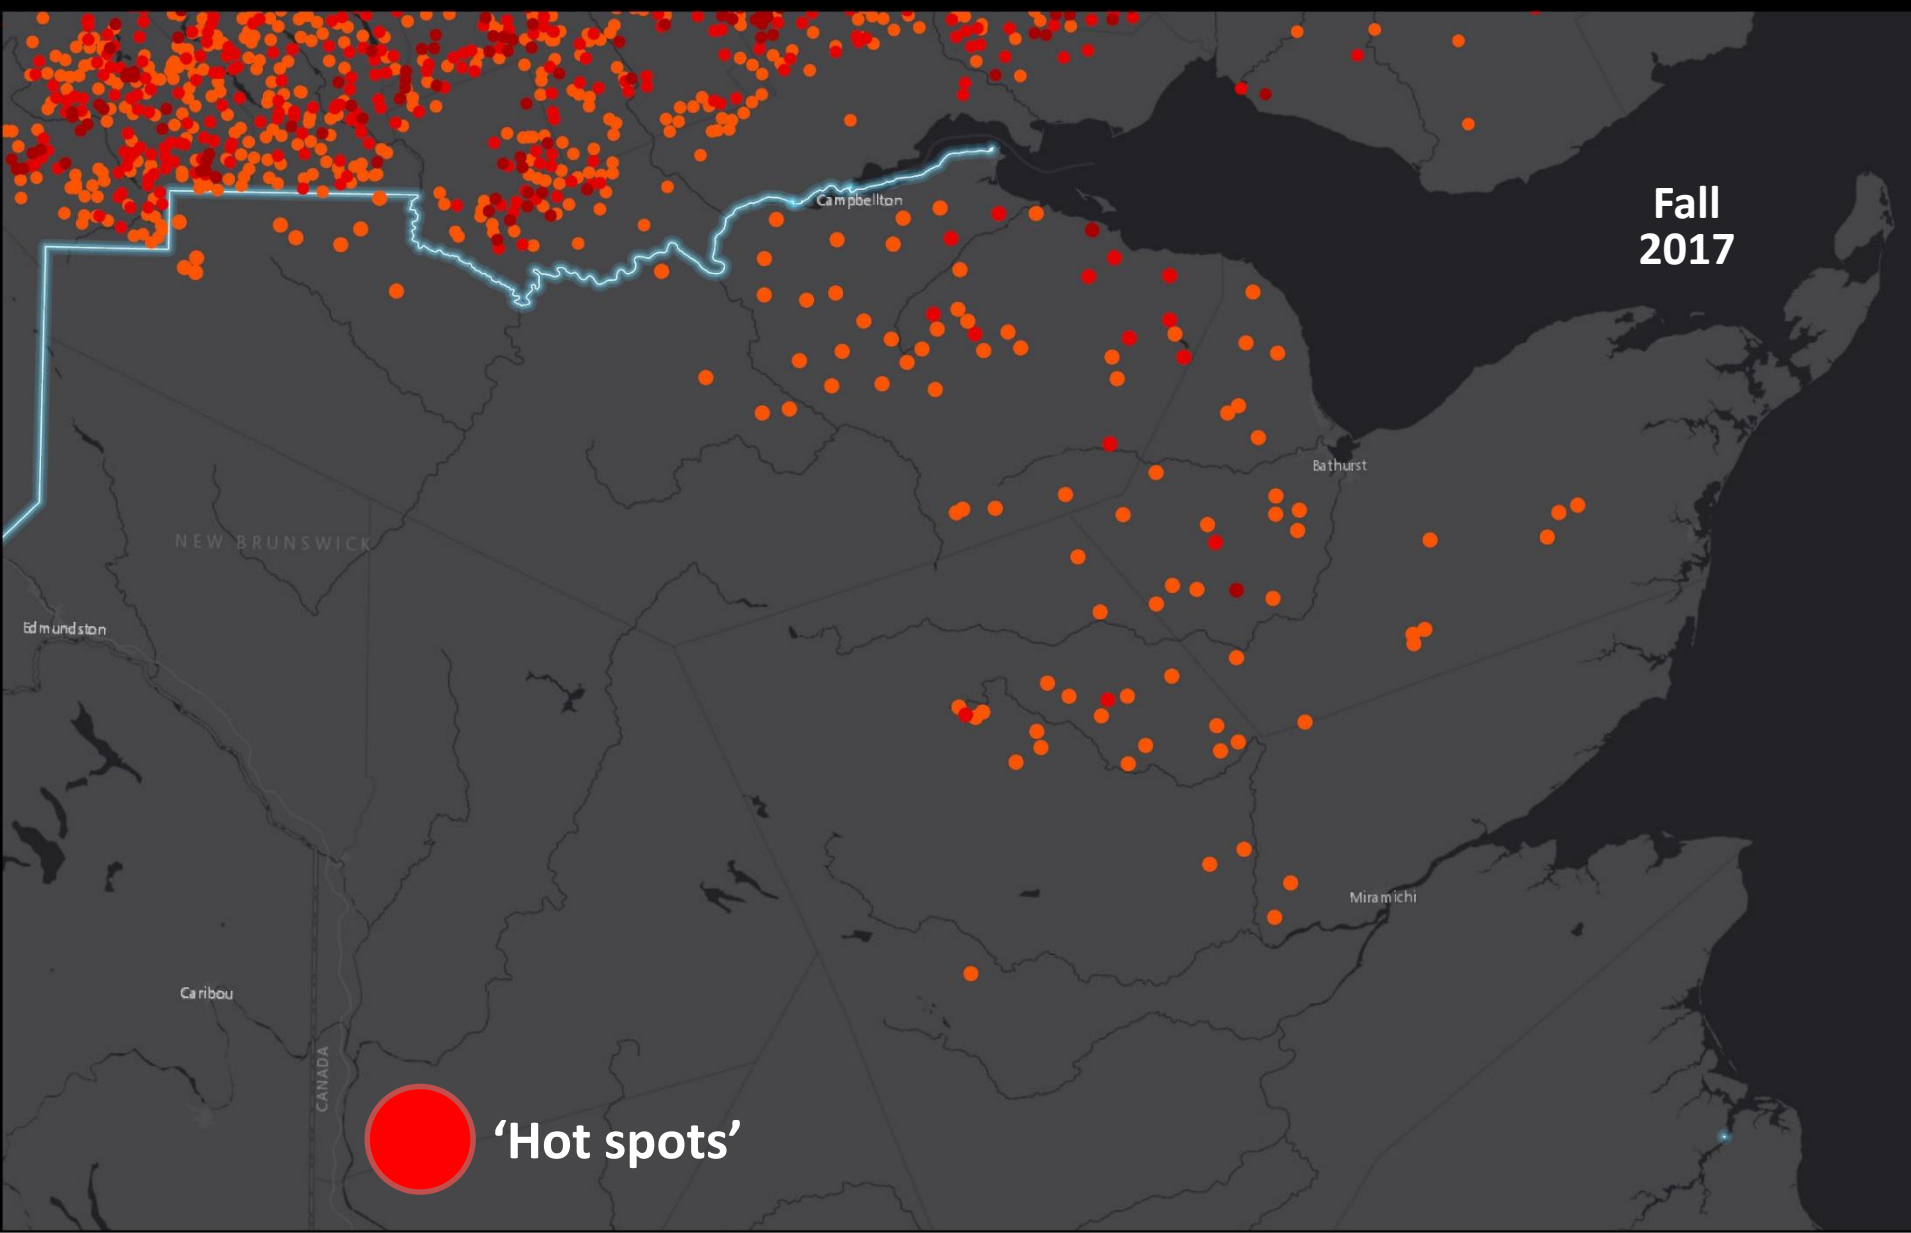 Campbellton
Fall
2017
Bathurst
NEW BRUNSWICK
Edmundston
Miramichi
Caribou
CANADA
‘Hot spots’